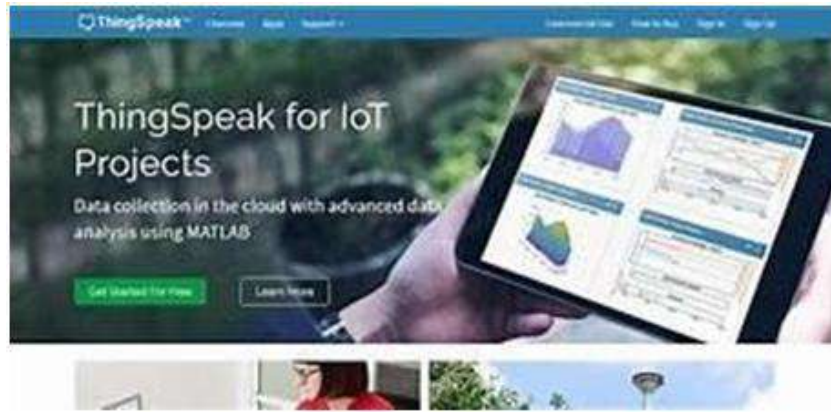 ThingSpeak™ Channels Apps Support
Commercial Use How to Buy Sign In Sign Up
ThingSpeak for IoT
Projects
Data collection in the cloud with advanced data
analysis using MATLAB
Get Started For Free Learn More